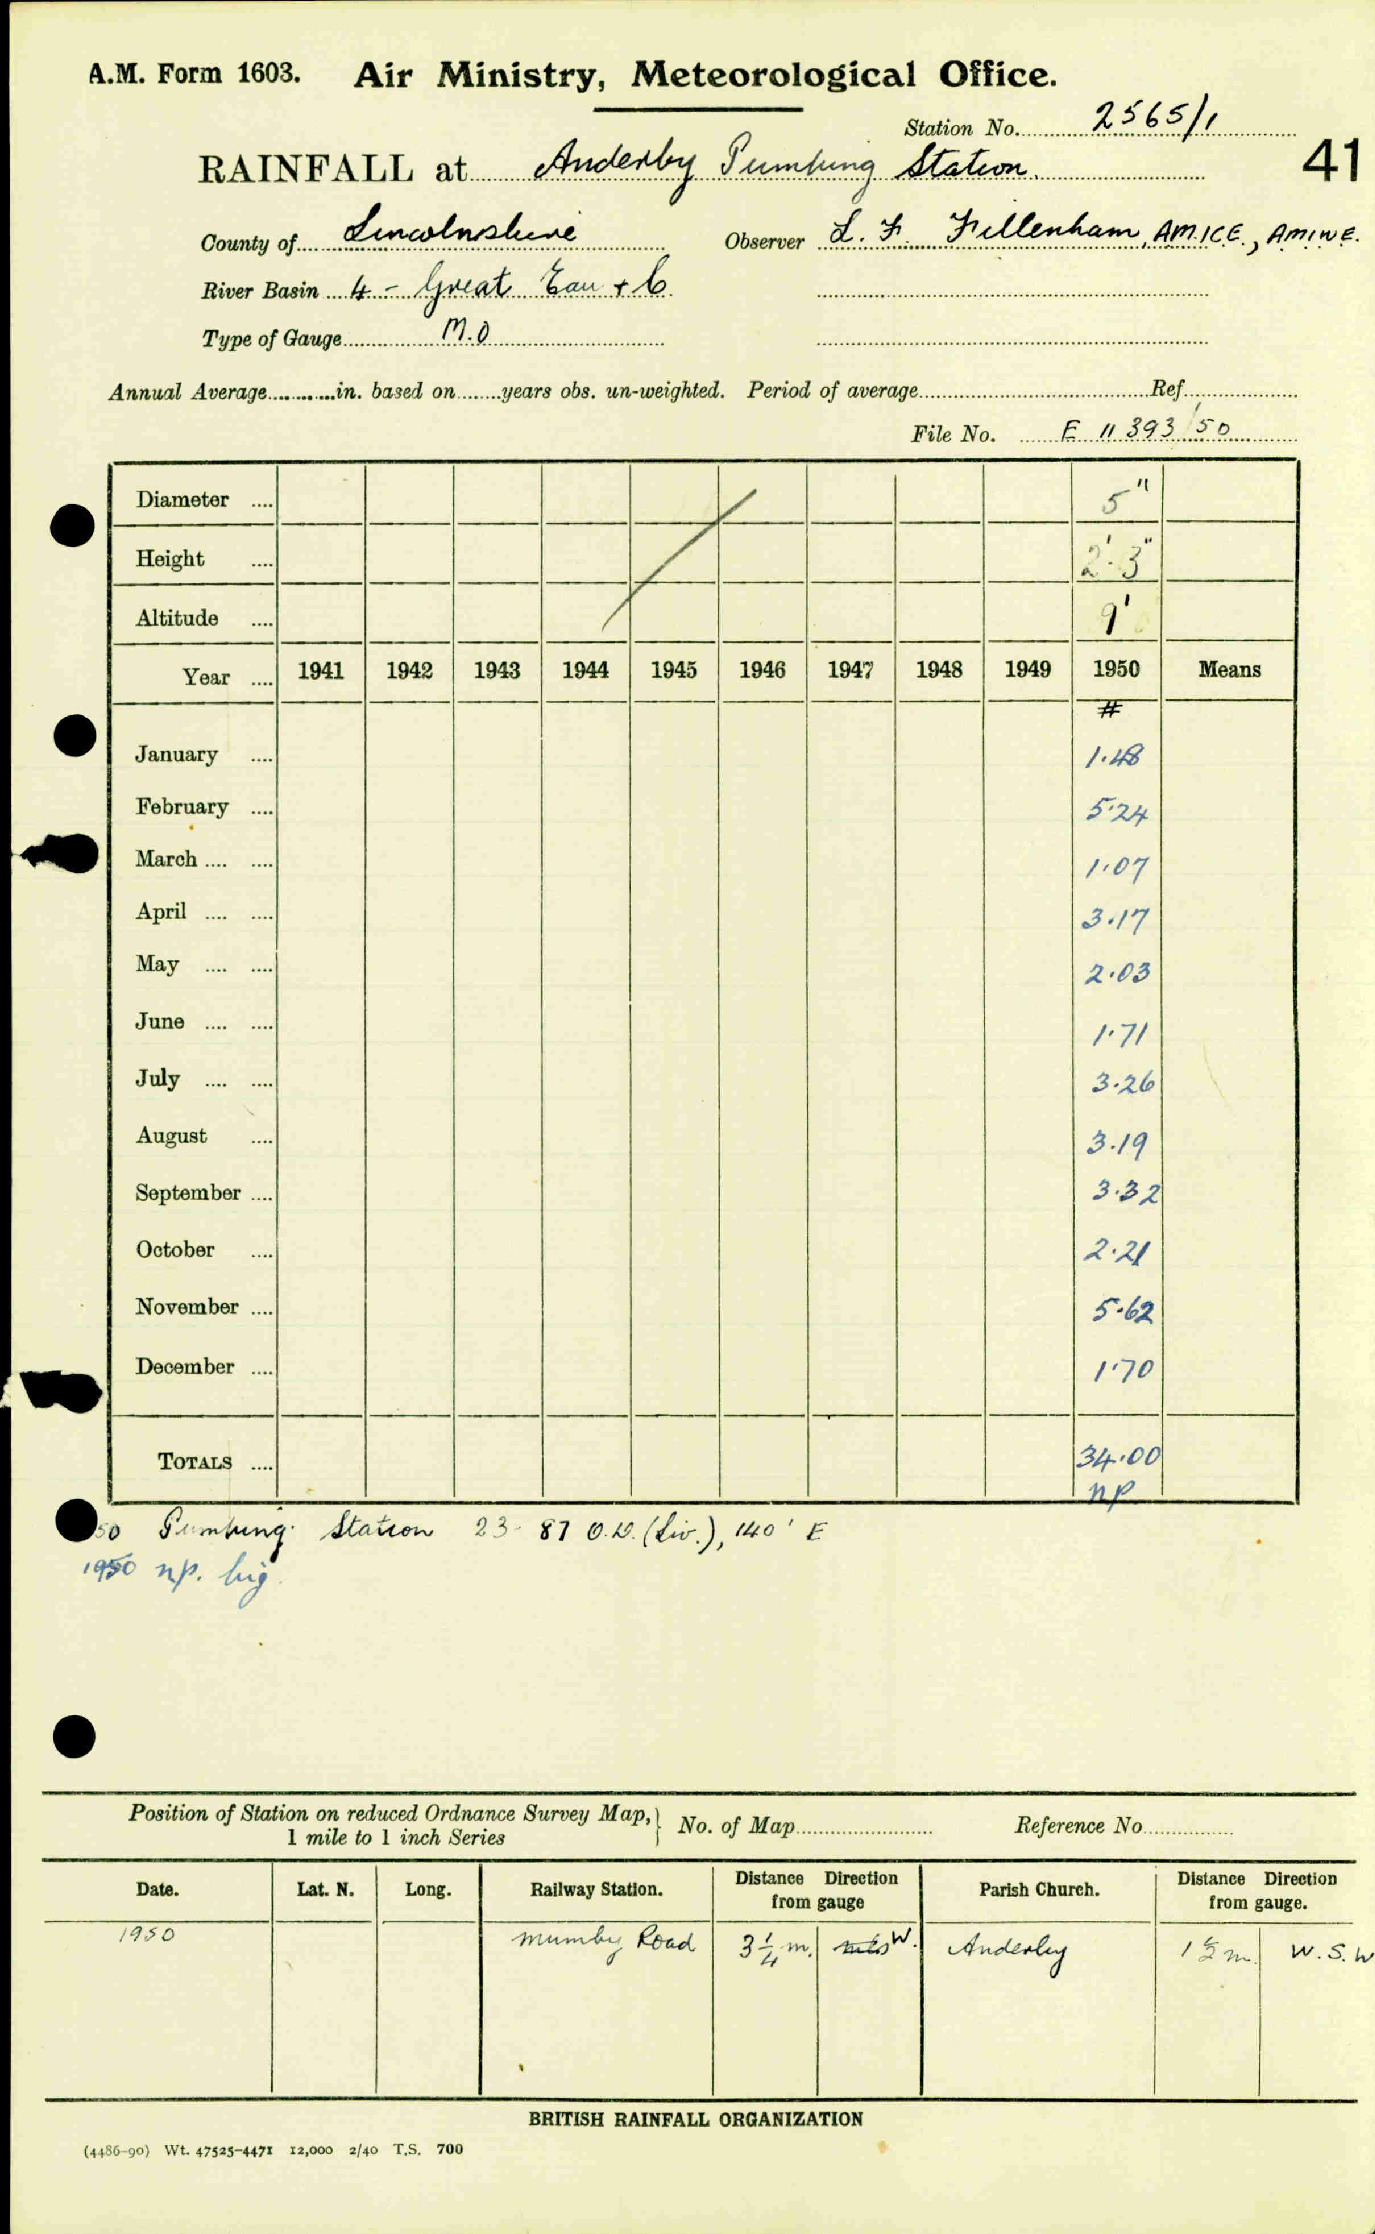 A.M. Form 1603. Air Ministry, Meteorological Office.
Station No. 2565/1
RAINFALL at Anderby Pumping Station. 41
County of Lincolnshire Observer L. F. Fillenham, AMICE., AMIWE.
River Basin 4 - Great Eau + C
Type of Gauge M.O
Annual Average in. based on years obs. un-weighted. Period of average Ref.
File No. E 11393/50
Diameter 5"
Height 2'-3"
Altitude 9'
Year 1941 1942 1943 1944 1945 1946 1947 1948 1949 1950 Means
#
January 1.48
February 5.24
March 1.07
April 3.17
May 2.03
June 1.71
July 3.26
August 3.19
September 3.32
October 2.21
November 5.62
December 1.70
TOTALS 34.00
np
50 Pumping Station 23- 87 O.D. (Liv.), 140' E
1950 np. big
Position of Station on reduced Ordnance Survey Map, 1 mile to 1 inch Series } No. of Map Reference No.
Date. Lat. N. Long. Railway Station. Distance Direction from gauge Parish Church. Distance Direction from gauge.
1950 Mumby Road 3 1/4 m. W. Anderby 1 1/2 m. W.S.W
BRITISH RAINFALL ORGANIZATION
(4486-90) Wt. 47525-4471 12,000 2/40 T.S. 700